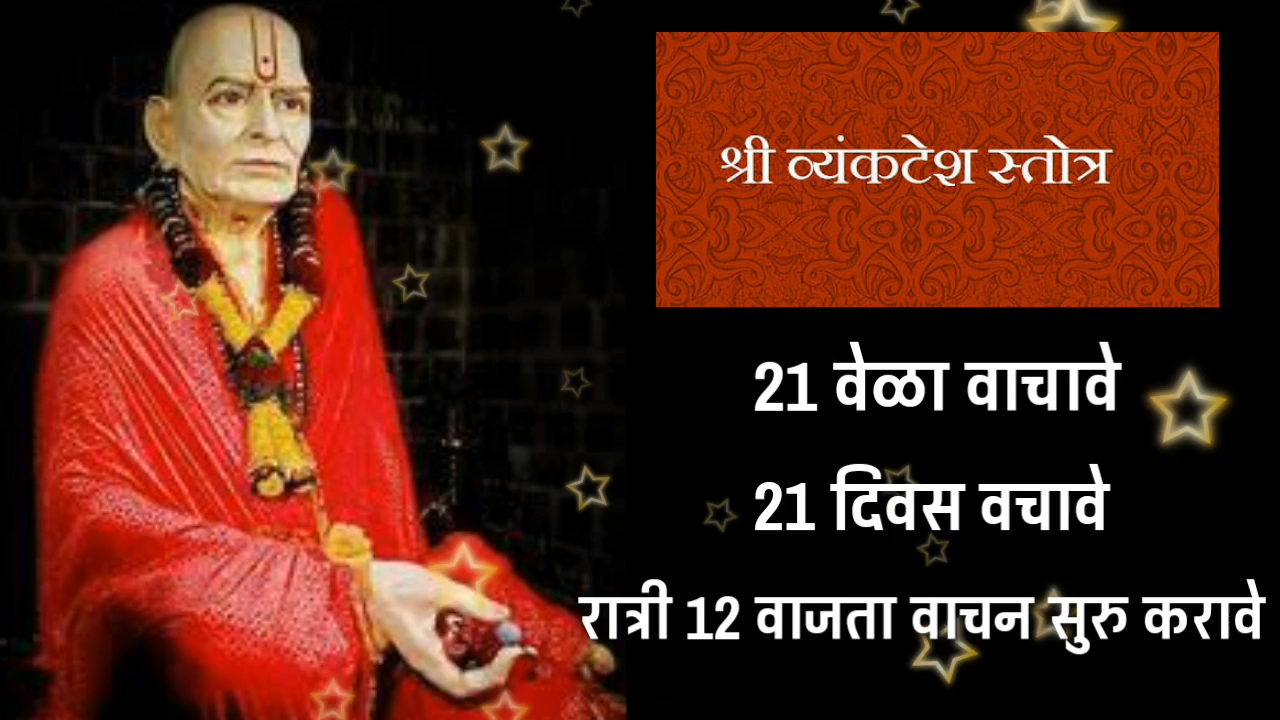 श्री व्यंकटेश स्तोत्र
21 वेळा वाचावे
21 दिवस वचावे
रात्री 12 वाजता वाचन सुरु करावे